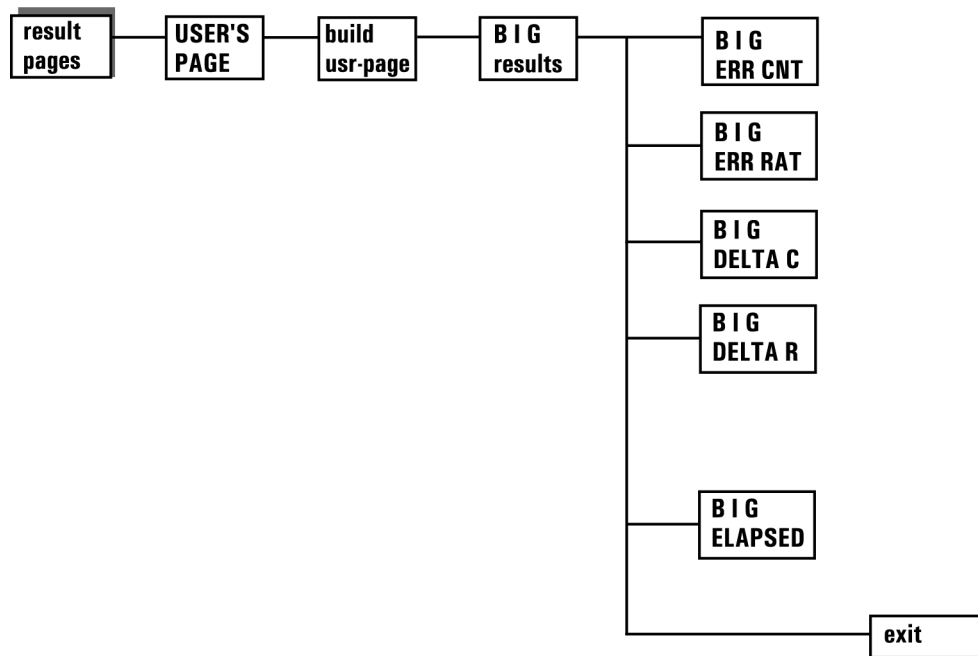 result
pages
USER'S
PAGE
build
usr-page
B I G
results
B I G
ERR CNT
B I G
ERR RAT
B I G
DELTA C
B I G
DELTA R
B I G
ELAPSED
exit